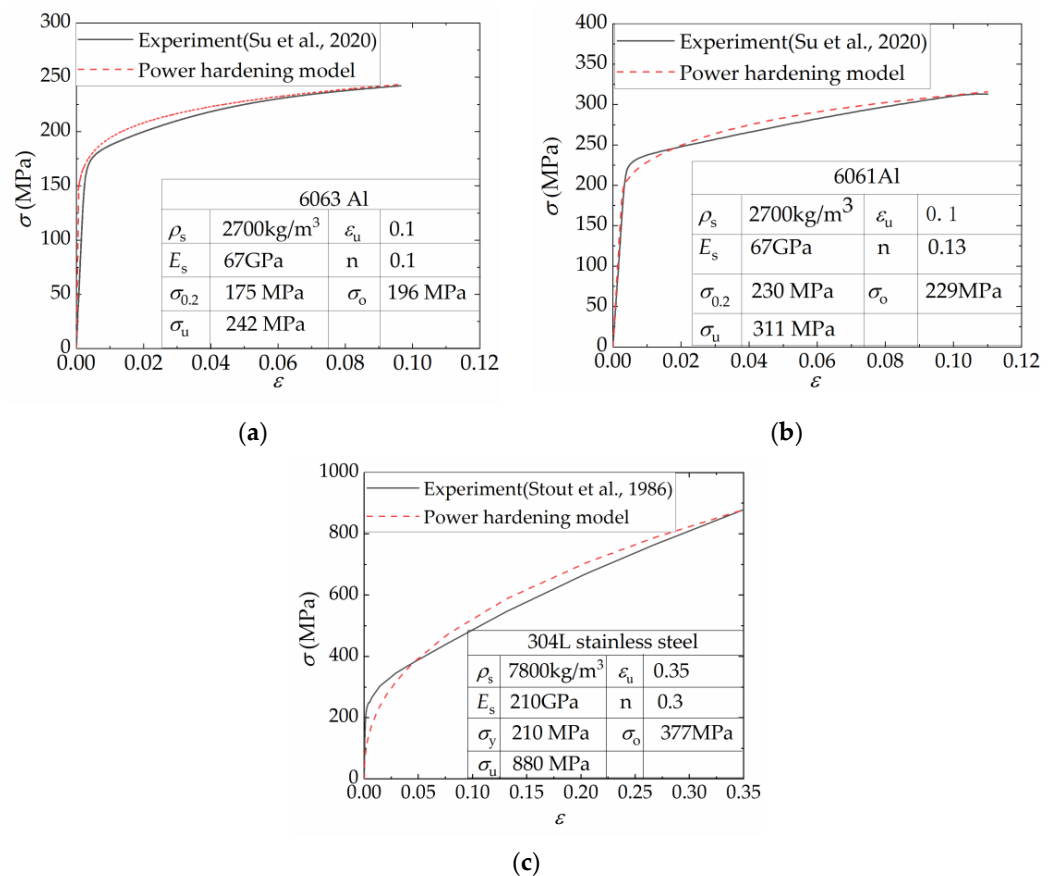 300
250
200
150
100
50
0
σ (MPa)
Experiment(Su et al., 2020)
Power hardening model
6063 Al
ρs 2700kg/m³ εu 0.1
Es 67GPa n 0.1
σ0.2 175 MPa σo 196 MPa
σu 242 MPa
0.00 0.02 0.04 0.06 0.08 0.10 0.12
ε
(a)
400
350
300
250
200
150
100
50
0
σ (MPa)
Experiment(Su et al., 2020)
Power hardening model
6061Al
ρs 2700kg/m³ εu 0. 1
Es 67GPa n 0.13
σ0.2 230 MPa σo 229MPa
σu 311 MPa
0.00 0.02 0.04 0.06 0.08 0.10 0.12
ε
(b)
1000
800
600
400
200
0
σ (MPa)
Experiment(Stout et al., 1986)
Power hardening model
304L stainless steel
ρs 7800kg/m³ εu 0.35
Es 210GPa n 0.3
σy 210 MPa σo 377MPa
σu 880 MPa
0.00 0.05 0.10 0.15 0.20 0.25 0.30 0.35
ε
(c)